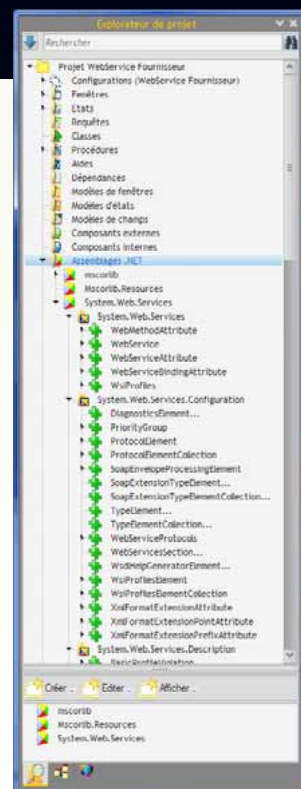 Explorateur de projet
Rechercher
Projet WebService Fournisseur
Configurations (WebService Fournisseur)
Fenêtres
Etats
Requêtes
Classes
Procédures
Aides
Dépendances
Modèles de fenêtres
Modèles d'états
Modèles de champs
Composants externes
Composants internes
Assemblages .NET
mscorlib
Mscorlib.Resources
System.Web.Services
System.Web.Services
WebMethodAttribute
WebService
WebServiceAttribute
WebServiceBindingAttribute
WsiProfiles
System.Web.Services.Configuration
DiagnosticsElement...
PriorityGroup
ProtocolElement
ProtocolElementCollection
SoapEnvelopeProcessingElement
SoapExtensionTypeElement...
SoapExtensionTypeElementCollection...
TypeElement...
TypeElementCollection...
WebServiceProtocols
WebServicesSection...
WsdlHelpGeneratorElement...
WsiProfilesElement
WsiProfilesElementCollection
XmlFormatExtensionAttribute
XmlFormatExtensionPointAttribute
XmlFormatExtensionPrefixAttribute
System.Web.Services.Description
BasicProfileViolation
Créer . Editer . Afficher .
mscorlib
Mscorlib.Resources
System.Web.Services